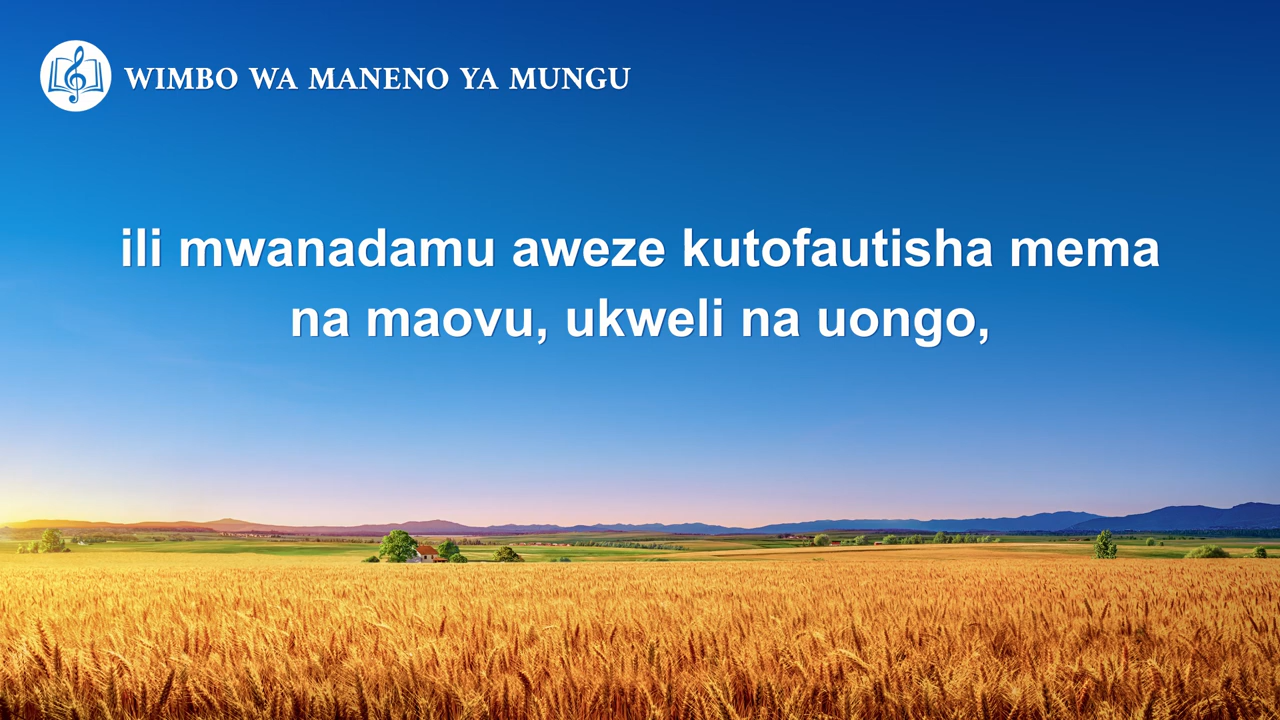 WIMBO WA MANENO YA MUNGU
ili mwanadamu aweze kutofautisha mema
na maovu, ukweli na uongo,